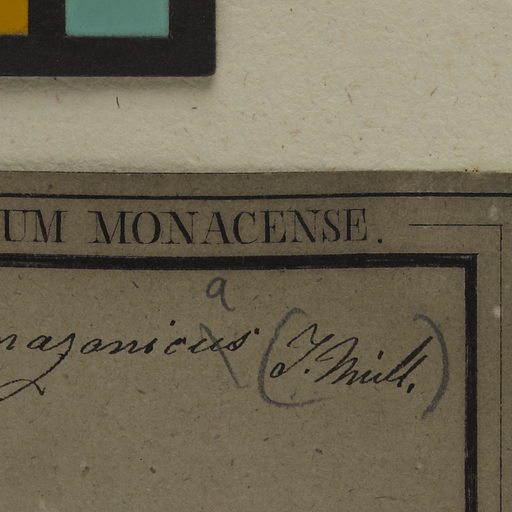 UM MONACENSE.
a
mazonicus (J. Müll.)